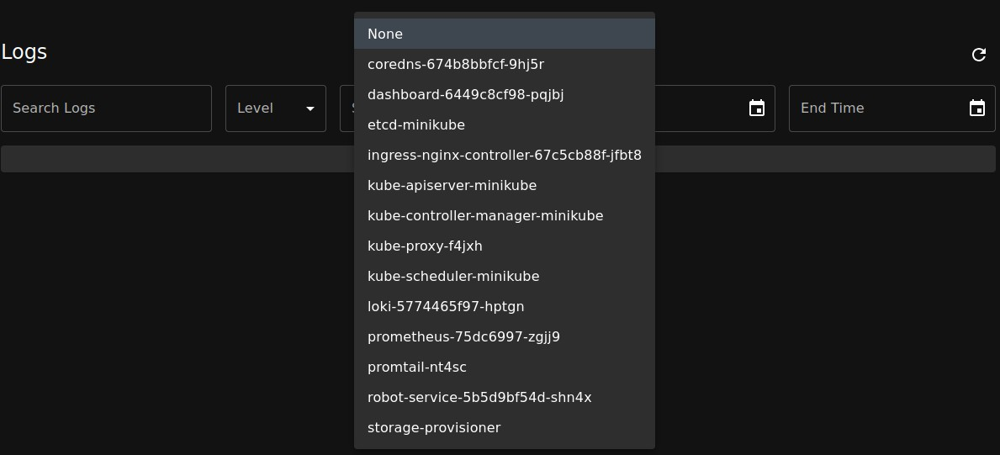 Logs
Search Logs
Level
None
coredns-674b8bbfcf-9hj5r
dashboard-6449c8cf98-pqjbj
etcd-minikube
ingress-nginx-controller-67c5cb88f-jfbt8
kube-apiserver-minikube
kube-controller-manager-minikube
kube-proxy-f4jxh
kube-scheduler-minikube
loki-5774465f97-hptgn
prometheus-75dc6997-zgjj9
promtail-nt4sc
robot-service-5b5d9bf54d-shn4x
storage-provisioner
End Time